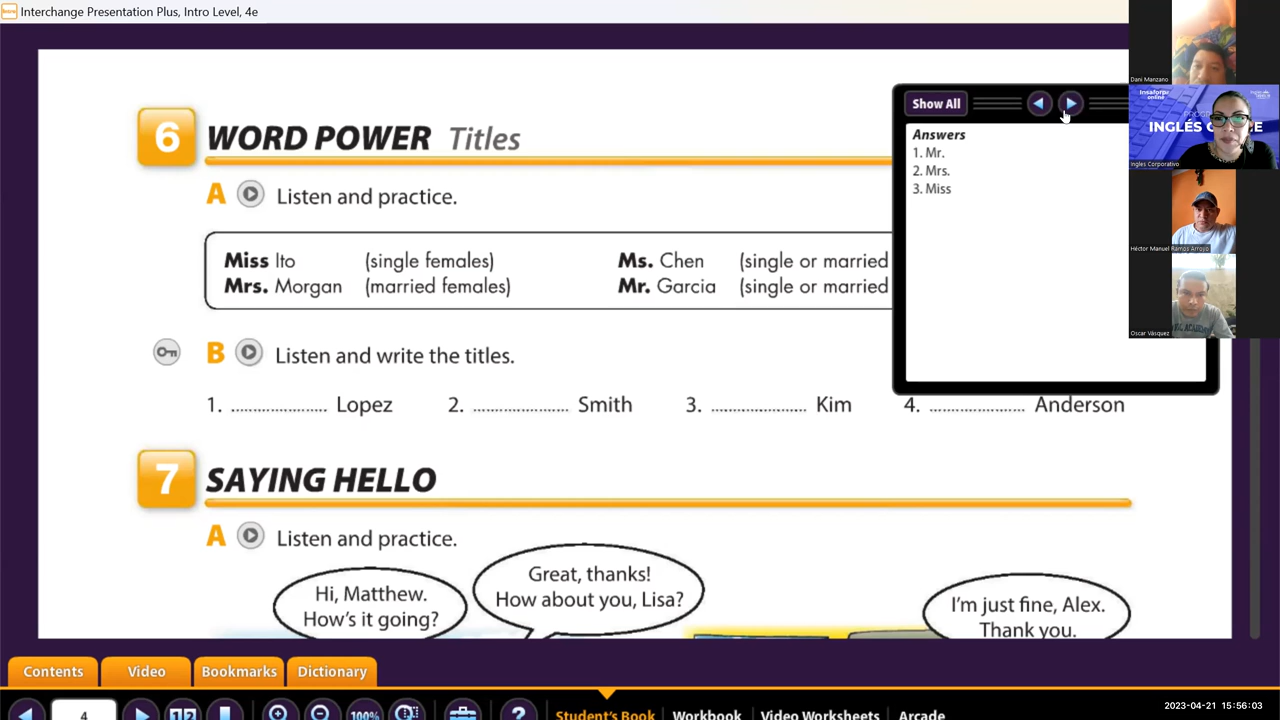 Interchange Presentation Plus, Intro Level, 4e
6 WORD POWER Titles
A Listen and practice.
Miss Ito (single females) Ms. Chen (single or married
Mrs. Morgan (married females) Mr. Garcia (single or married
B Listen and write the titles.
1. .................... Lopez 2. .................... Smith 3. .................... Kim 4. .................... Anderson
7 SAYING HELLO
A Listen and practice.
Hi, Matthew.
How's it going?
Great, thanks!
How about you, Lisa?
I'm just fine, Alex.
Thank you.
Show All
Answers
1. Mr.
2. Mrs.
3. Miss
Dani Manzano
Insaforp
online
INGLÉS
Ingles Corporativo
Héctor Manuel Ramos Arroyo
Oscar Vásquez
Contents Video Bookmarks Dictionary
4 1 2 100% ? Student's Book Workbook Video Worksheets Arcade
2023-04-21 15:56:03